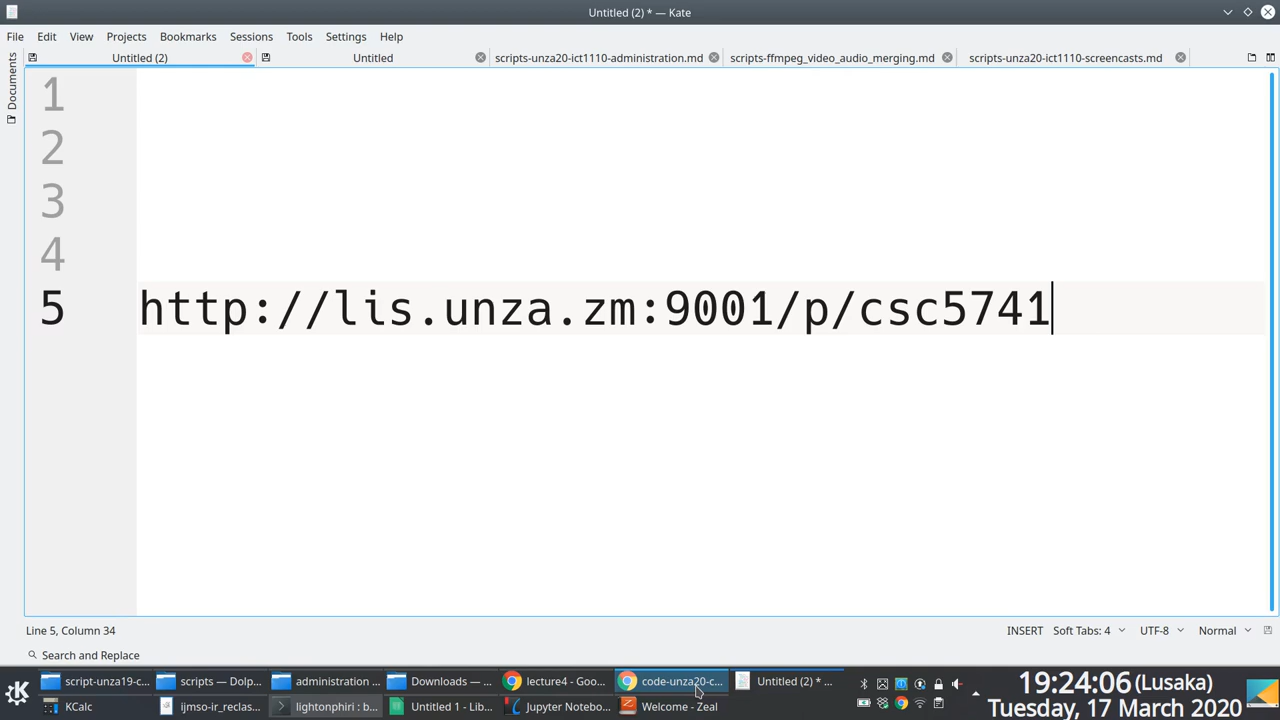 Untitled (2) * — Kate
File Edit View Projects Bookmarks Sessions Tools Settings Help
Untitled (2) Untitled scripts-unza20-ict1110-administration.md scripts-ffmpeg_video_audio_merging.md scripts-unza20-ict1110-screencasts.md
Documents
1
2
3
4
5 http://lis.unza.zm:9001/p/csc5741
Line 5, Column 34 INSERT Soft Tabs: 4 UTF-8 Normal
Search and Replace
script-unza19-c... scripts — Dolp... administration ... Downloads — ... lecture4 - Goo... code-unza20-c... Untitled (2) * ...
KCalc ijmso-ir_reclas... lightonphiri : b... Untitled 1 - Lib... Jupyter Notebo... Welcome - Zeal
19:24:06 (Lusaka)
Tuesday, 17 March 2020